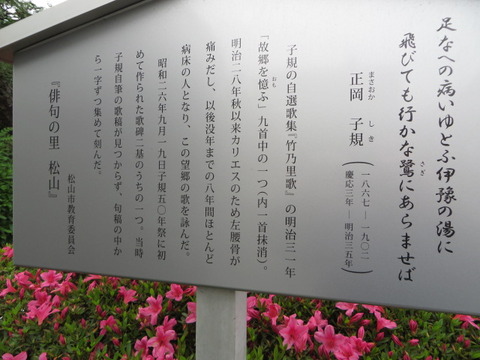 足なへの病いゆとふ伊豫の湯に
飛びても行かな鷺にあらませば
さぎ
正岡 子規
まさおか しき
(一八六七―一九〇二
慶応三年―明治三五年)
子規の自選歌集『竹乃里歌』の明治三一年
「故郷を憶ふ」九首中の一つ(内一首抹消)。
おも
明治二八年秋以来カリエスのため左腰骨が
痛みだし、以後没年までの八年間ほとんど
病床の人となり、この望郷の歌を詠んだ。
昭和二六年九月一九日子規五〇年祭に初
めて作られた歌碑二基のうちの一つ。当時
子規自筆の歌稿が見つからず、句稿の中か
ら一字ずつ集めて刻んだ。
松山市教育委員会
『俳句の里 松山』